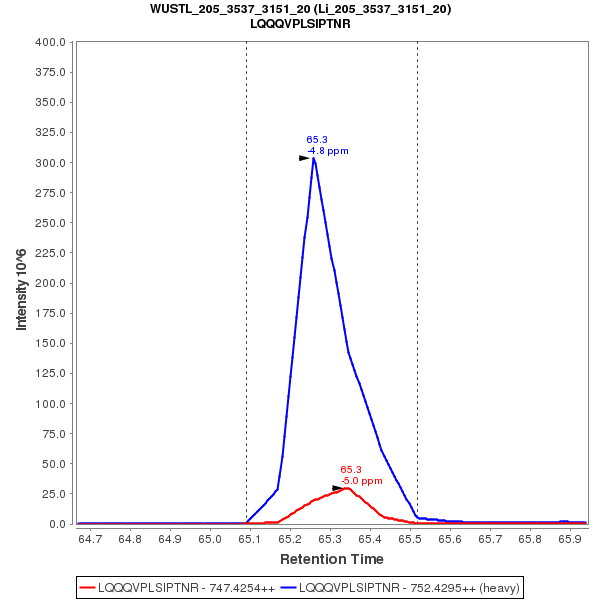 WUSTL_205_3537_3151_20 (Li_205_3537_3151_20)
LQQQVPLSIPTNR
Intensity 10^6
400.0
375.0
350.0
325.0
300.0
275.0
250.0
225.0
200.0
175.0
150.0
125.0
100.0
75.0
50.0
25.0
0.0
65.3
-4.8 ppm
65.3
-5.0 ppm
64.7 64.8 64.9 65.0 65.1 65.2 65.3 65.4 65.5 65.6 65.7 65.8 65.9
Retention Time
LQQQVPLSIPTNR - 747.4254++ LQQQVPLSIPTNR - 752.4295++ (heavy)